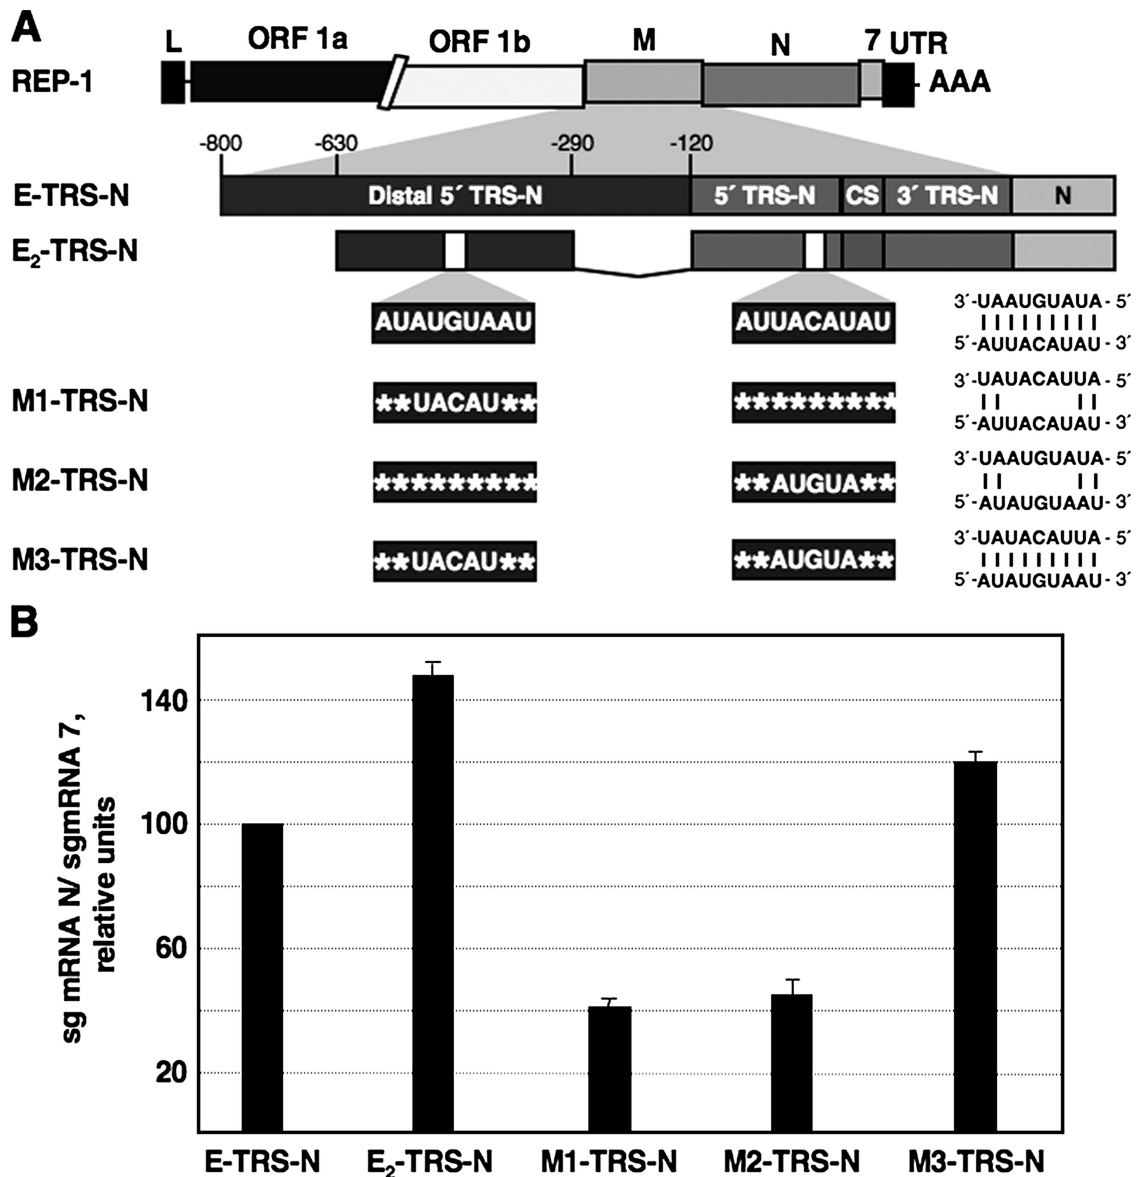 A
L ORF 1a ORF 1b M N 7 UTR
REP-1 AAA
-800 -630 -290 -120
E-TRS-N Distal 5´ TRS-N 5´ TRS-N CS 3´ TRS-N N
E2-TRS-N
AUAUGUAAU AUUACAUAU
3´-UAAUGUAUA-5´
5´-AUUACAUAU-3´
M1-TRS-N **UACAU** *********
3´-UAUACAUUA-5´
5´-AUUACAUAU-3´
M2-TRS-N ********* **AUGUA**
3´-UAAUGUAUA-5´
5´-AUAUGUAAU-3´
M3-TRS-N **UACAU** **AUGUA**
3´-UAUACAUUA-5´
5´-AUAUGUAAU-3´
B
sg mRNA N/ sgmRNA 7,
relative units
140
100
60
20
E-TRS-N E2-TRS-N M1-TRS-N M2-TRS-N M3-TRS-N